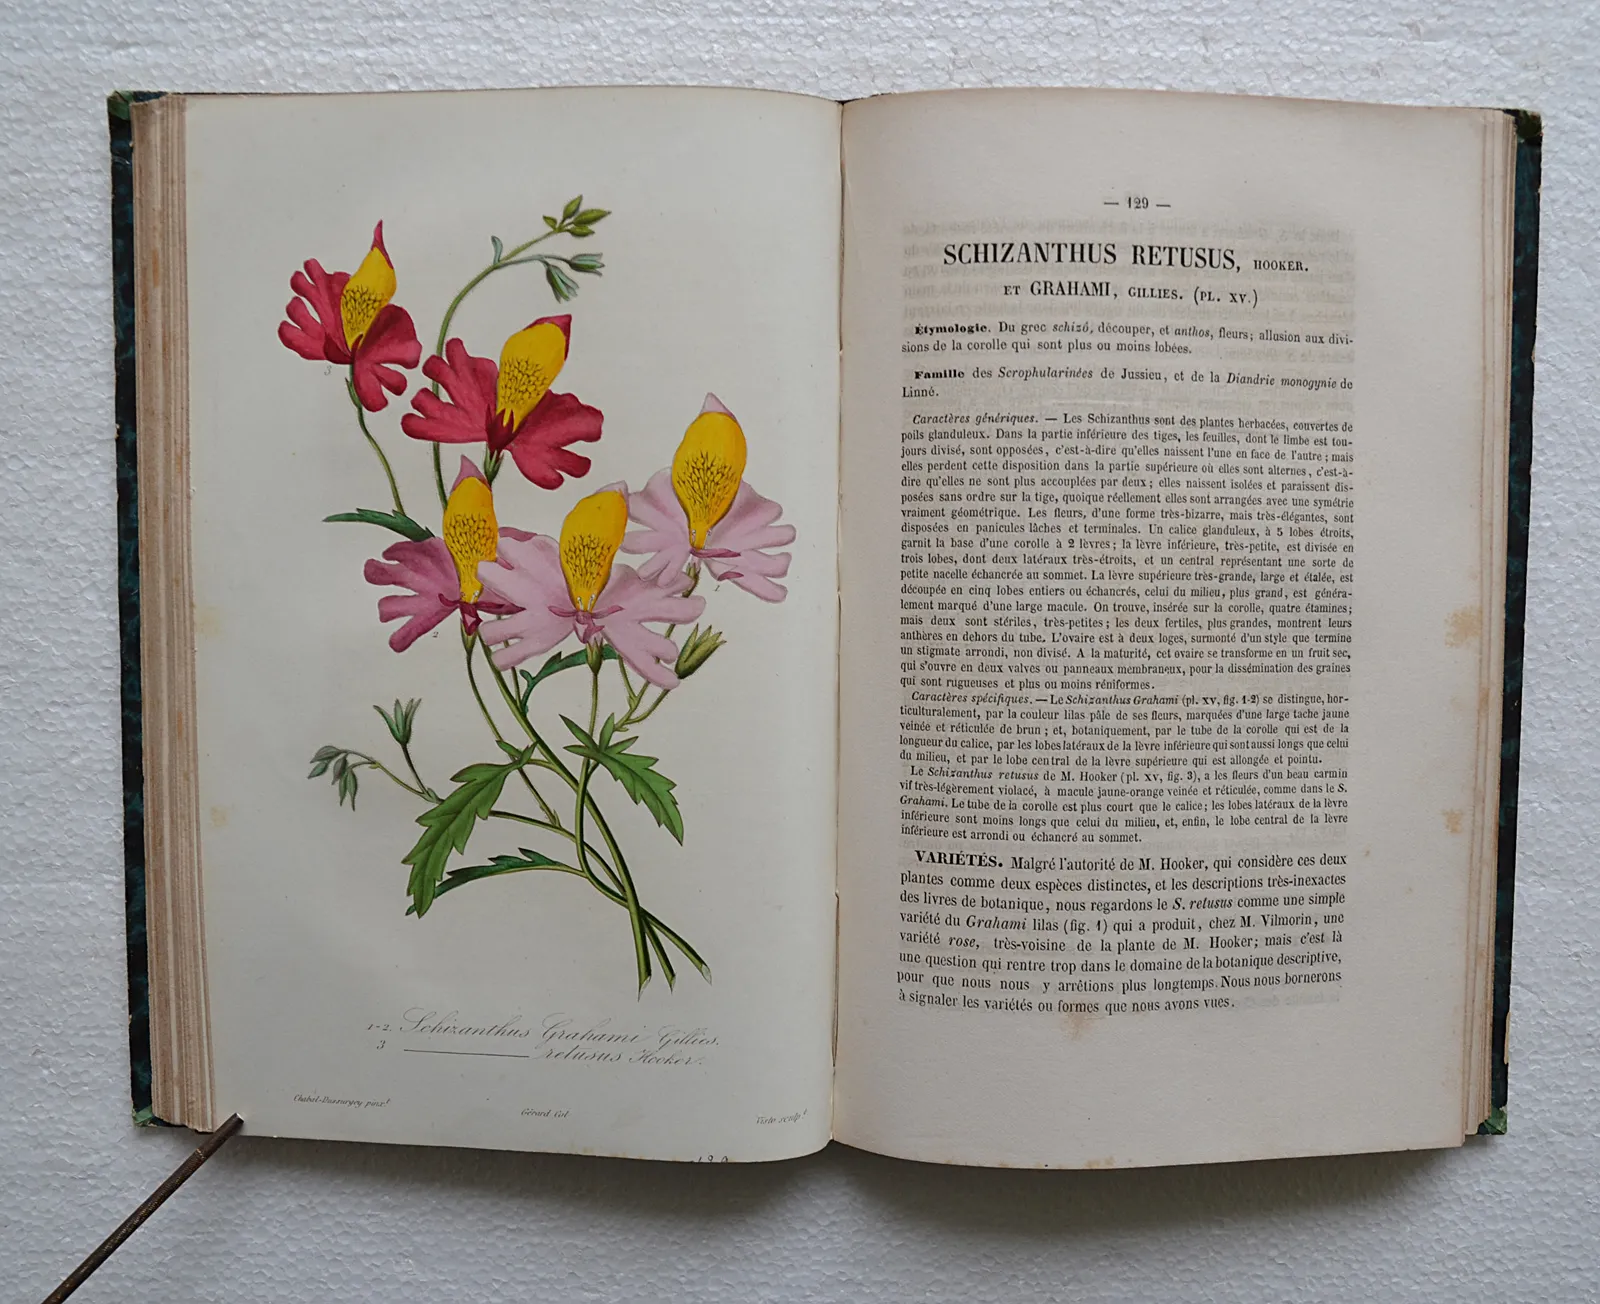 3
2
1
1-2. Schizanthus Grahami Gillies.
3 ——— retusus Hooker.
Chabal-Dussurgey pinx.t
Gérard Col
Visto sculp.t
— 129 —
SCHIZANTHUS RETUSUS, HOOKER.
ET GRAHAMI, GILLIES. (PL. XV.)
Étymologie. Du grec schizô, découper, et anthos, fleurs; allusion aux divi-
sions de la corolle qui sont plus ou moins lobées.
Famille des Scrophularinées de Jussieu, et de la Diandrie monogynie de
Linné.
Caractères génériques. — Les Schizanthus sont des plantes herbacées, couvertes de
poils glanduleux. Dans la partie inférieure des tiges, les feuilles, dont le limbe est tou-
jours divisé, sont opposées, c'est-à-dire qu'elles naissent l'une en face de l'autre; mais
elles perdent cette disposition dans la partie supérieure où elles sont alternes, c'est-à-
dire qu'elles ne sont plus accouplées par deux; elles naissent isolées et paraissent dis-
posées sans ordre sur la tige, quoique réellement elles sont arrangées avec une symétrie
vraiment géométrique. Les fleurs, d'une forme très-bizarre, mais très-élégantes, sont
disposées en panicules lâches et terminales. Un calice glanduleux, à 5 lobes étroits,
garnit la base d'une corolle à 2 lèvres; la lèvre inférieure, très-petite, est divisée en
trois lobes, dont deux latéraux très-étroits, et un central représentant une sorte de
petite nacelle échancrée au sommet. La lèvre supérieure très-grande, large et étalée, est
découpée en cinq lobes entiers ou échancrés, celui du milieu, plus grand, est généra-
lement marqué d'une large macule. On trouve, insérée sur la corolle, quatre étamines;
mais deux sont stériles, très-petites; les deux fertiles, plus grandes, montrent leurs
anthères en dehors du tube. L'ovaire est à deux loges, surmonté d'un style que termine
un stigmate arrondi, non divisé. A la maturité, cet ovaire se transforme en un fruit sec,
qui s'ouvre en deux valves ou panneaux membraneux, pour la dissémination des graines
qui sont rugueuses et plus ou moins réniformes.
Caractères spécifiques. — Le Schizanthus Grahami (pl. xv, fig. 1-2) se distingue, hor-
ticulturalement, par la couleur lilas pâle de ses fleurs, marquées d'une large tache jaune
veinée et réticulée de brun; et, botaniquement, par le tube de la corolle qui est de la
longueur du calice, par les lobes latéraux de la lèvre inférieure qui sont aussi longs que celui
du milieu, et par le lobe central de la lèvre supérieure qui est allongée et pointu.
Le Schizanthus retusus de M. Hooker (pl. xv, fig. 3), a les fleurs d'un beau carmin
vif très-légèrement violacé, à macule jaune-orange veinée et réticulée, comme dans le S.
Grahami. Le tube de la corolle est plus court que le calice; les lobes latéraux de la lèvre
inférieure sont moins longs que celui du milieu, et, enfin, le lobe central de la lèvre
inférieure est arrondi ou échancré au sommet.
VARIÉTÉS. Malgré l'autorité de M. Hooker, qui considère ces deux
plantes comme deux espèces distinctes, et les descriptions très-inexactes
des livres de botanique, nous regardons le S. retusus comme une simple
variété du Grahami lilas (fig. 1) qui a produit, chez M. Vilmorin, une
variété rose, très-voisine de la plante de M. Hooker; mais c'est là
une question qui rentre trop dans le domaine de la botanique descriptive,
pour que nous nous y arrêtions plus longtemps. Nous nous bornerons
à signaler les variétés ou formes que nous avons vues.